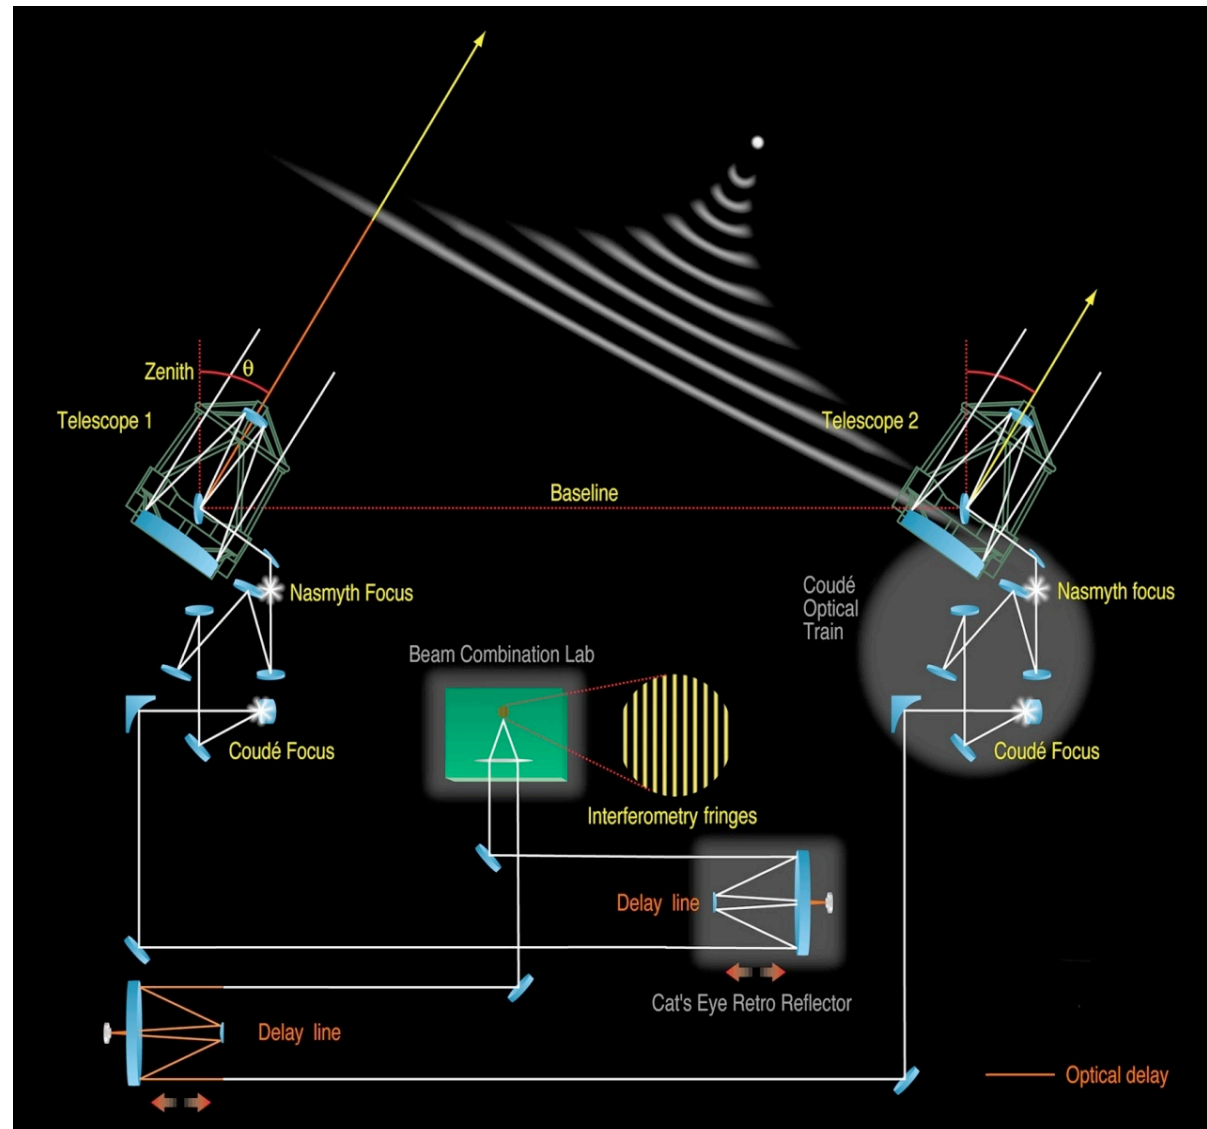 Zenith
θ
Telescope 1
Telescope 2
Baseline
Nasmyth Focus
Coudé
Optical
Train
Nasmyth focus
Beam Combination Lab
Coudé Focus
Coudé Focus
Interferometry fringes
Delay line
Cat's Eye Retro Reflector
Delay line
Optical delay